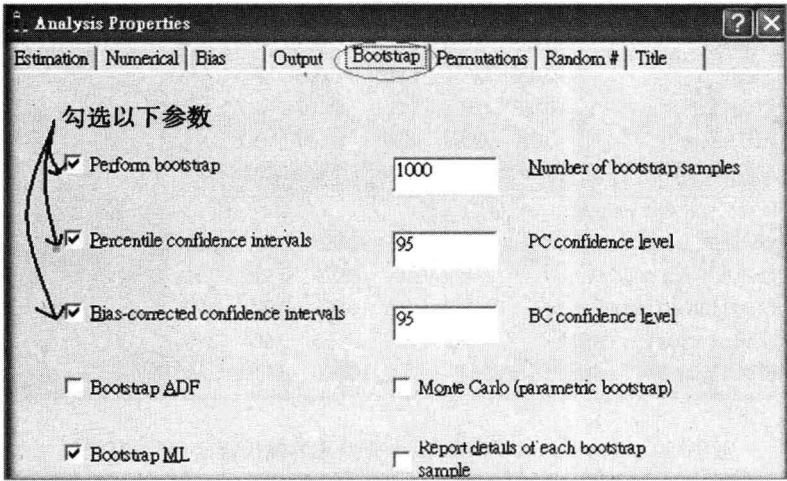 Analysis Properties
Estimation Numerical Bias Output Bootstrap Permutations Random # Title
勾选以下参数
Perform bootstrap 1000 Number of bootstrap samples
Percentile confidence intervals 95 PC confidence level
Bias-corrected confidence intervals 95 BC confidence level
Bootstrap ADF Monte Carlo (parametric bootstrap)
Bootstrap ML Report details of each bootstrap
sample